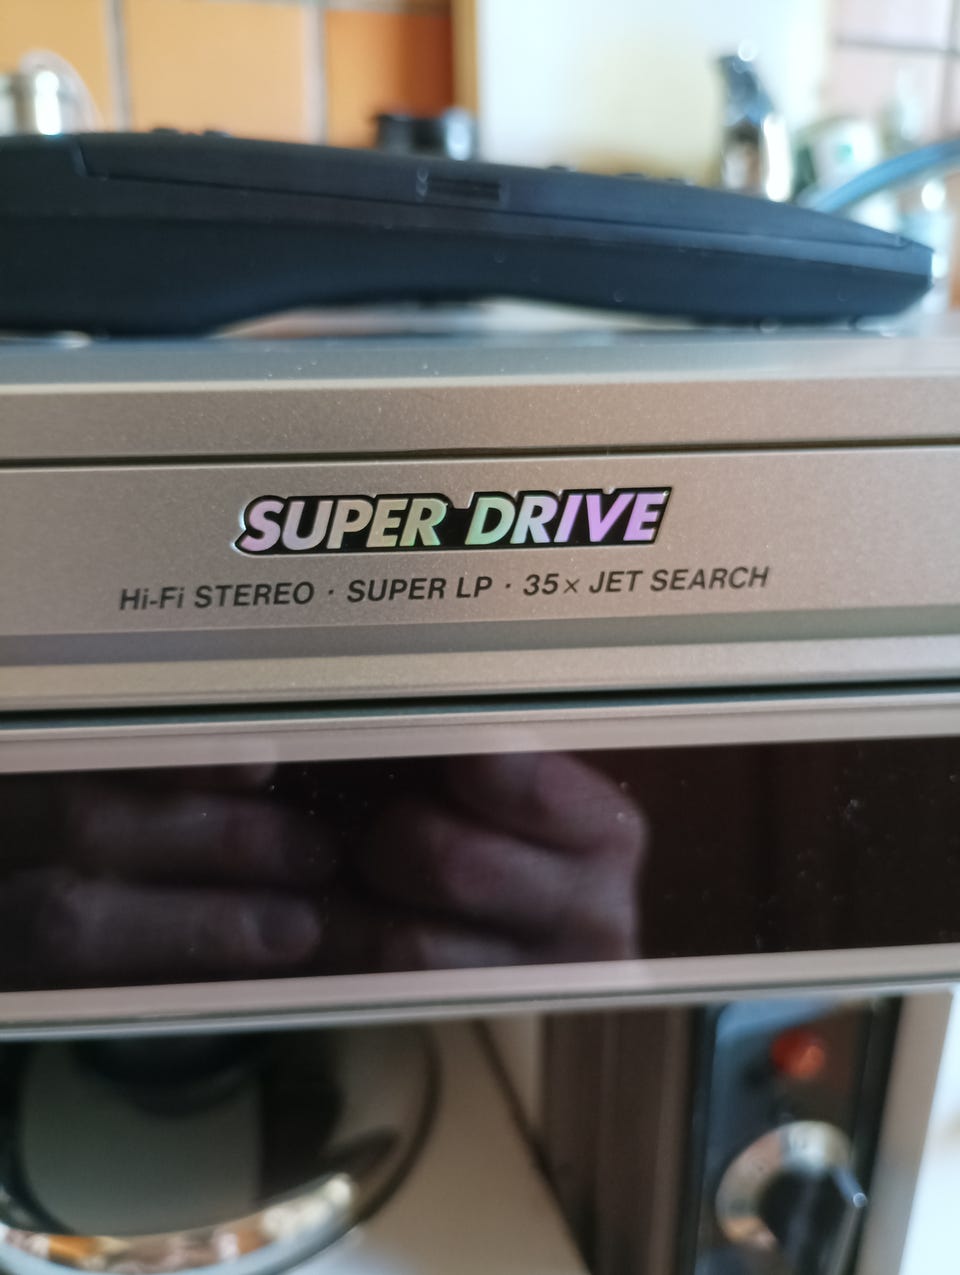 SUPER DRIVE
Hi-Fi STEREO · SUPER LP · 35× JET SEARCH